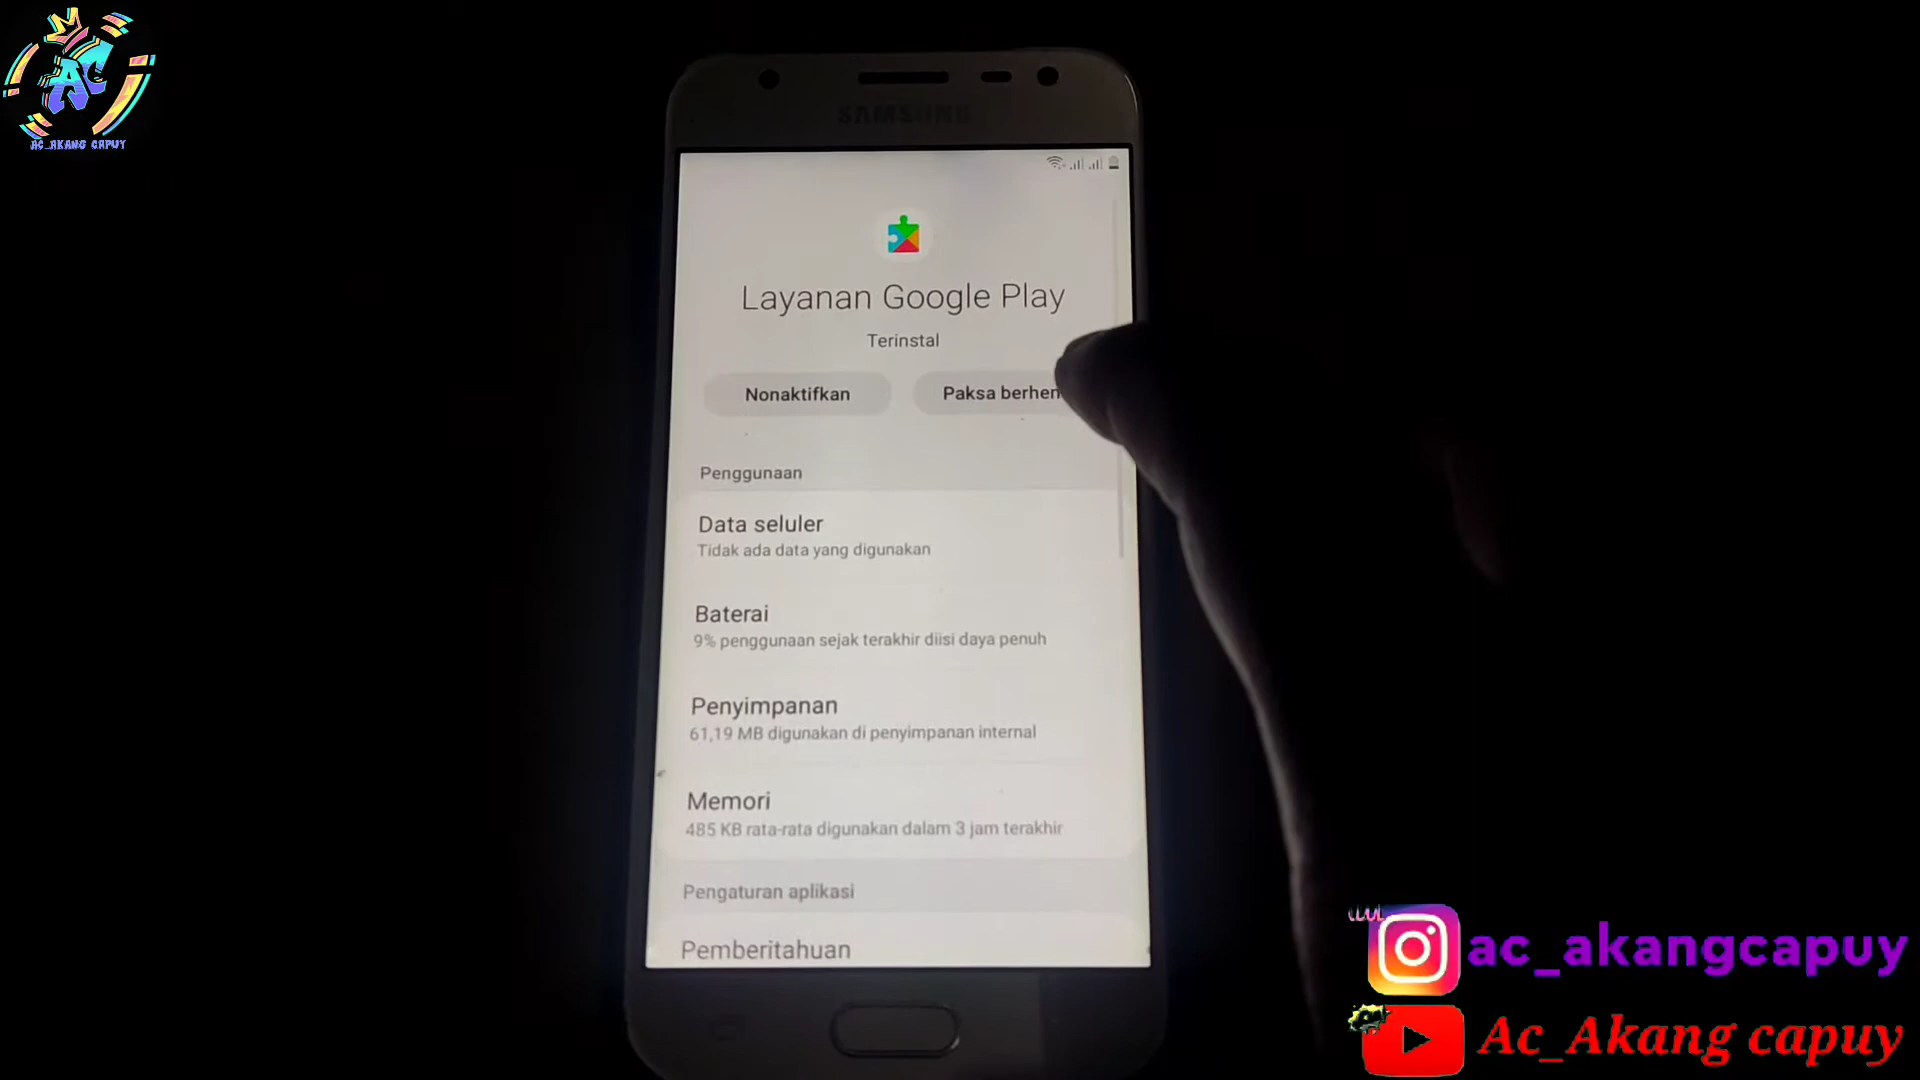 AC_AKANG CAPUY
SAMSUNG
Layanan Google Play
Terinstal
Nonaktifkan
Paksa berhen
Penggunaan
Data seluler
Tidak ada data yang digunakan
Baterai
9% penggunaan sejak terakhir diisi daya penuh
Penyimpanan
61,19 MB digunakan di penyimpanan internal
Memori
485 KB rata-rata digunakan dalam 3 jam terakhir
Pengaturan aplikasi
Pemberitahuan
ac_akangcapuy
Ac_Akang capuy